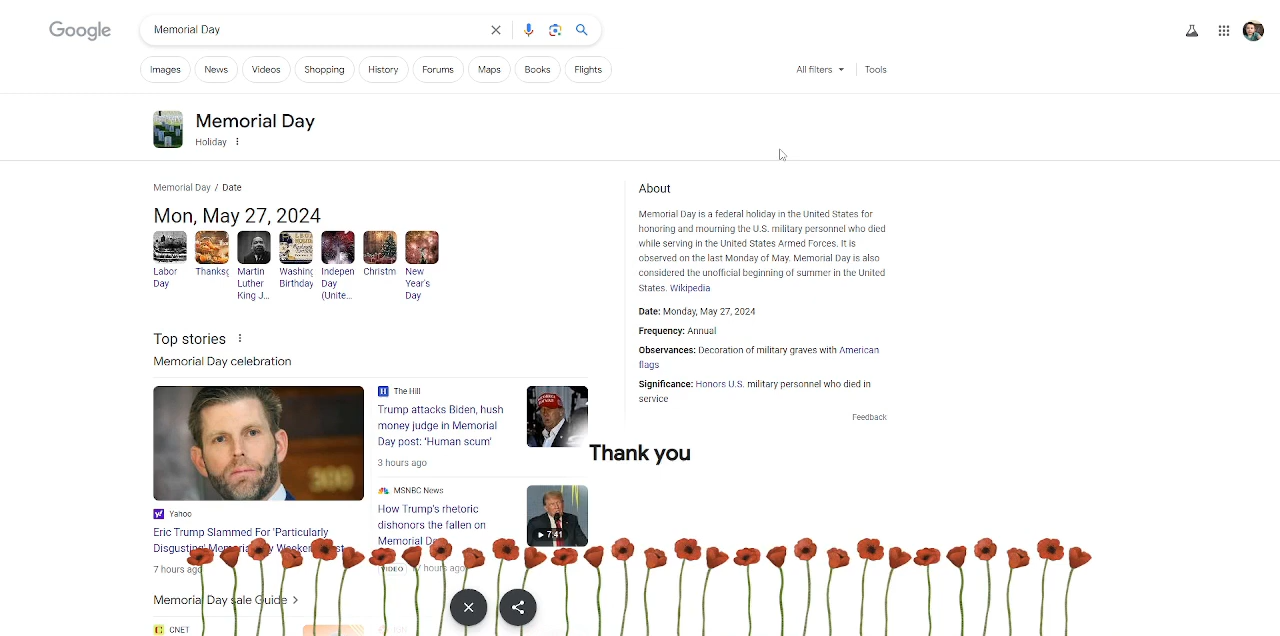 Google
Memorial Day
Images
News
Videos
Shopping
History
Forums
Maps
Books
Flights
All filters
Tools
Memorial Day
Holiday
Memorial Day / Date
Mon, May 27, 2024
Labor
Day
Thanksg
Martin
Luther
King J...
Washing
Birthday
Indepen
Day
(Unite...
Christm
New
Year's
Day
Top stories
Memorial Day celebration
Yahoo
Eric Trump Slammed For 'Particularly
Disgusting' Memorial Day Weekend Post
7 hours ago
The Hill
Trump attacks Biden, hush
money judge in Memorial
Day post: 'Human scum'
3 hours ago
MSNBC News
How Trump's rhetoric
dishonors the fallen on
Memorial Day
7:41
VIDEO
hours ago
Memorial Day sale Guide >
CNET
About
Memorial Day is a federal holiday in the United States for
honoring and mourning the U.S. military personnel who died
while serving in the United States Armed Forces. It is
observed on the last Monday of May. Memorial Day is also
considered the unofficial beginning of summer in the United
States. Wikipedia
Date: Monday, May 27, 2024
Frequency: Annual
Observances: Decoration of military graves with American
flags
Significance: Honors U.S. military personnel who died in
service
Feedback
Thank you